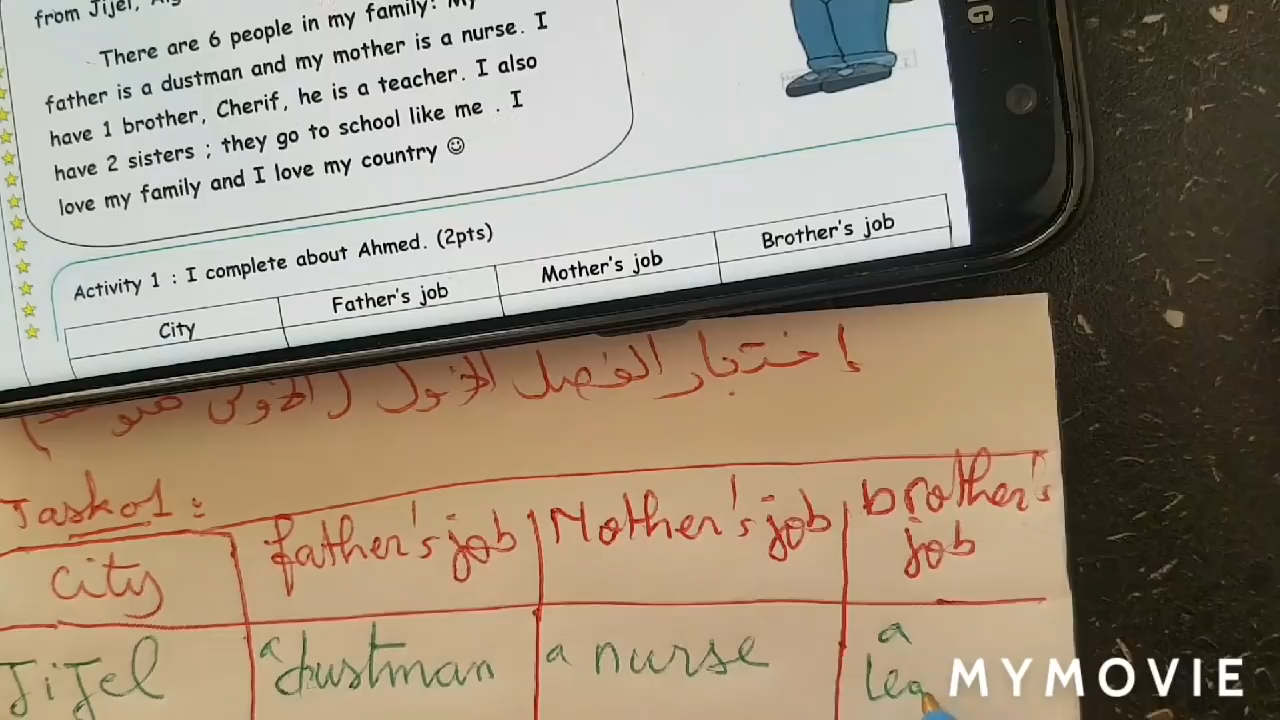 from Jijel,
There are 6 people in my family: My
father is a dustman and my mother is a nurse. I
have 1 brother, Cherif, he is a teacher. I also
have 2 sisters ; they go to school like me . I
love my family and I love my country ☺
Activity 1 : I complete about Ahmed. (2pts)
City Father's job Mother's job Brother's job
إختبار الفصل الأول
Task 01 :
City father's job Mother's job brother's job
JiJel a dustman a nurse a tea
MYMOVIE